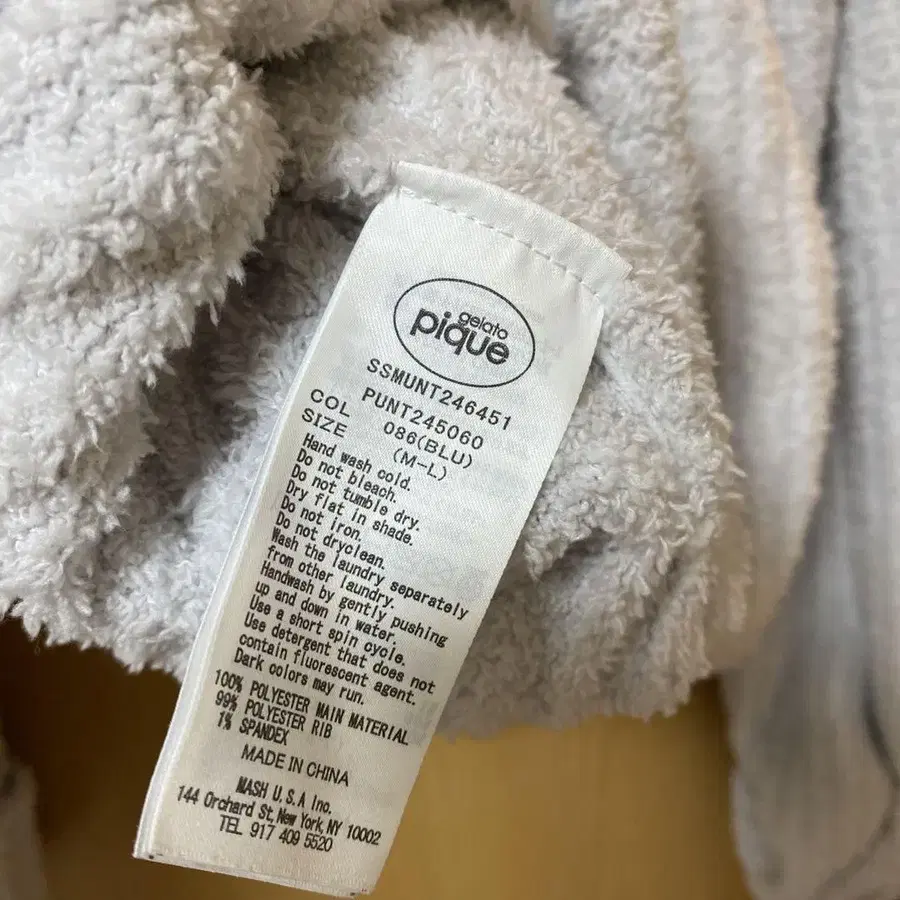 gelato
pique
SSMUNT246451
PUNT245060
COL 086(BLU)
SIZE (M-L)
Hand wash cold.
Do not bleach.
Do not tumble dry.
Dry flat in shade.
Do not iron.
Do not dryclean.
Wash the laundry separately
from other laundry.
Handwash by gently pushing
up and down in water.
Use a short spin cycle.
Use detergent that does not
contain fluorescent agent.
Dark colors may run.
100% POLYESTER MAIN MATERIAL
99% POLYESTER RIB
1% SPANDEX
MADE IN CHINA
MASH U.S.A Inc.
144 Orchard St, New York, NY 10002
TEL 917 409 5520